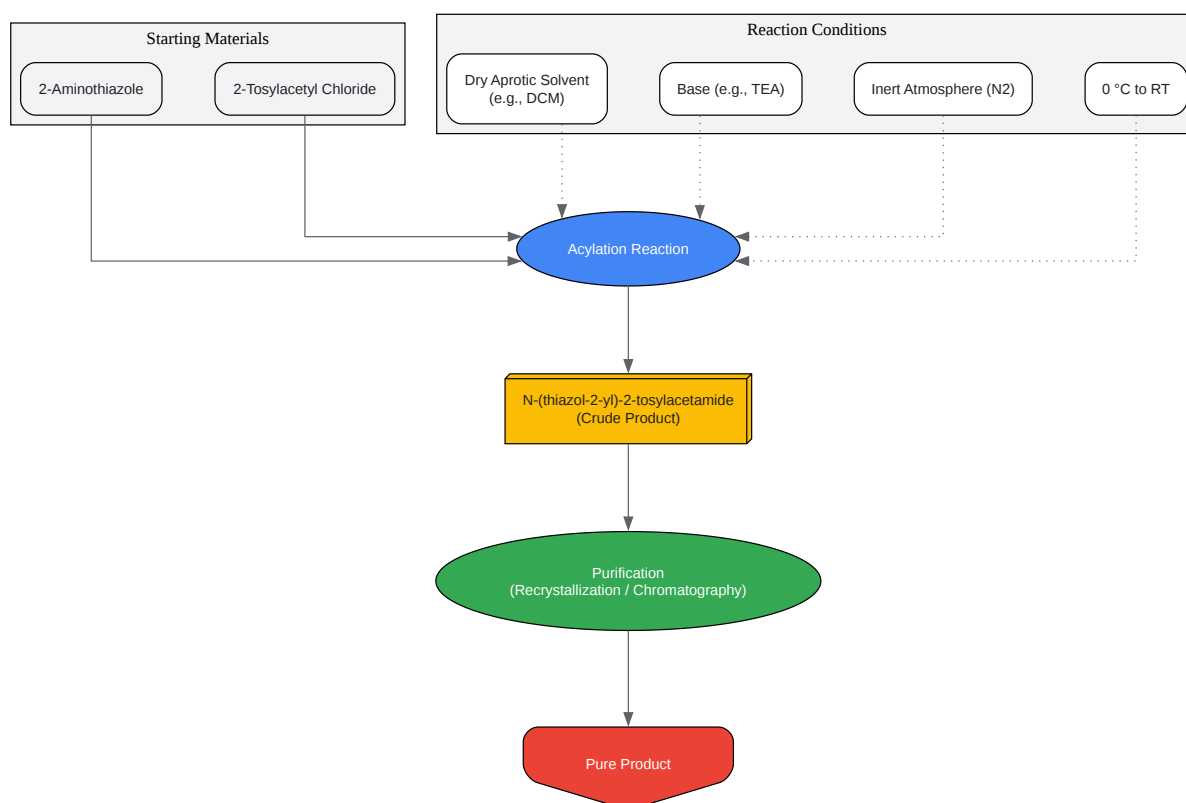 Starting Materials
2-Aminothiazole
2-Tosylacetyl Chloride
Reaction Conditions
Dry Aprotic Solvent
(e.g., DCM)
Base (e.g., TEA)
Inert Atmosphere (N2)
0 °C to RT
Acylation Reaction
N-(thiazol-2-yl)-2-tosylacetamide
(Crude Product)
Purification
(Recrystallization / Chromatography)
Pure Product